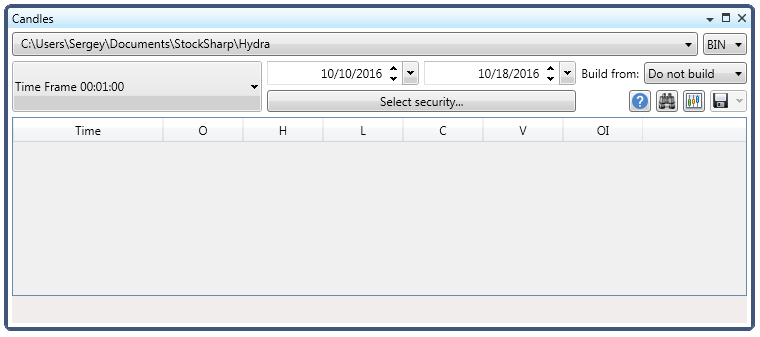 Candles
C:\Users\Sergey\Documents\StockSharp\Hydra BIN
Time Frame 00:01:00 10/10/2016 10/18/2016 Build from: Do not build
Select security... ?
Time O H L C V OI